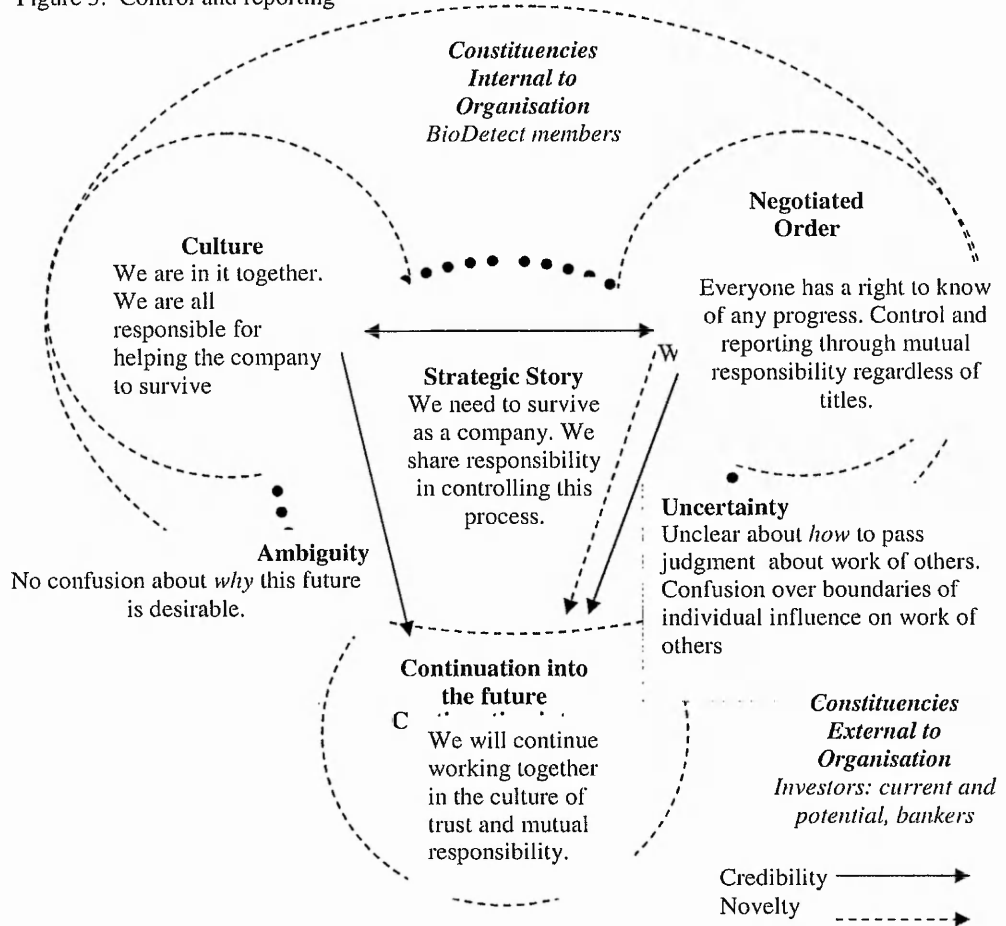 Figure 5: Control and reporting
Constituencies
Internal to
Organisation
BioDetect members
Culture
We are in it together.
We are all
responsible for
helping the company
to survive
Negotiated
Order
Everyone has a right to know
of any progress. Control and
reporting through mutual
responsibility regardless of
titles.
W
Strategic Story
We need to survive
as a company. We
share responsibility
in controlling this
process.
Ambiguity
No confusion about why this future
is desirable.
Uncertainty
Unclear about how to pass
judgment about work of others.
Confusion over boundaries of
individual influence on work of
others
Continuation into
the future
C
We will continue
working together
in the culture of
trust and mutual
responsibility.
Constituencies
External to
Organisation
Investors: current and
potential, bankers
Credibility
Novelty